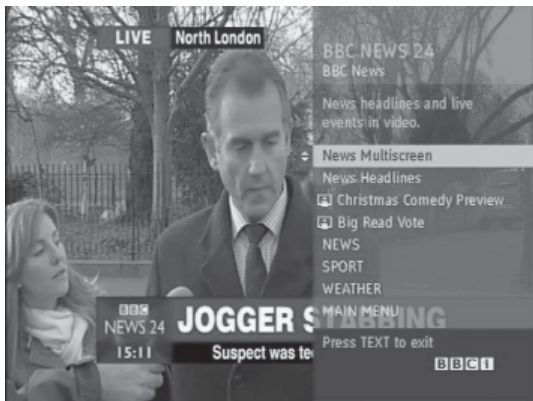 LIVE North London
BBC NEWS 24
BBC News
News headlines and live
events in video.
News Multiscreen
News Headlines
Christmas Comedy Preview
Big Read Vote
NEWS
SPORT
WEATHER
MAIN MENU
BBC
NEWS 24
JOGGER STABBING
15:11
Suspect was
Press TEXT to exit
BBC 1